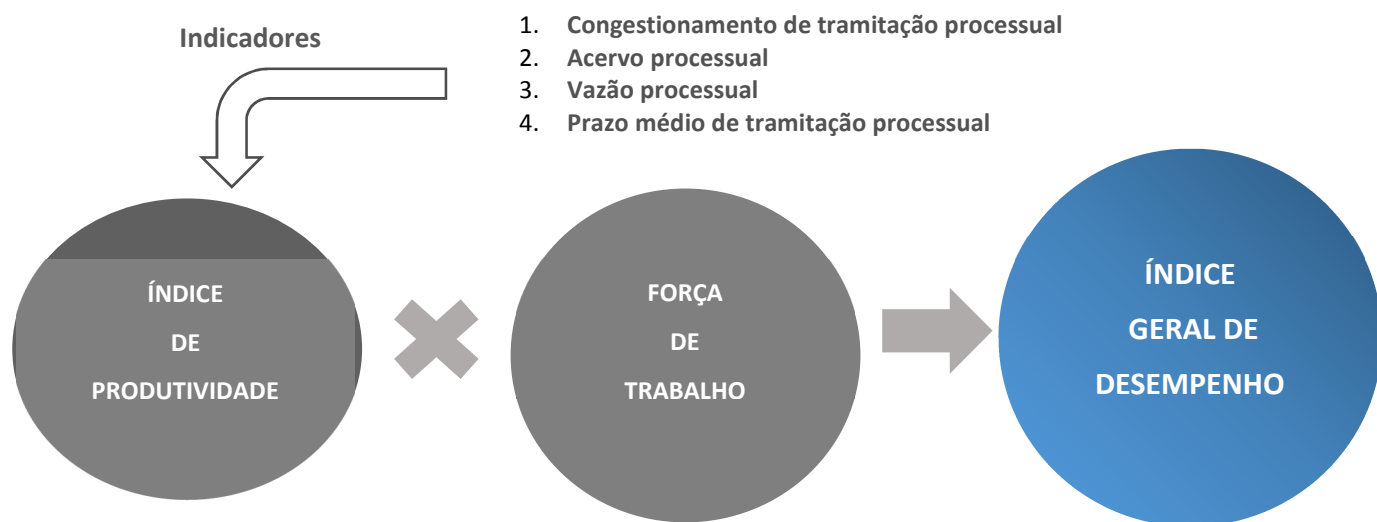 Indicadores
1. Congestionamento de tramitação processual
2. Acervo processual
3. Vazão processual
4. Prazo médio de tramitação processual
ÍNDICE
DE
PRODUTIVIDADE
FORÇA
DE
TRABALHO
ÍNDICE
GERAL DE
DESEMPENHO